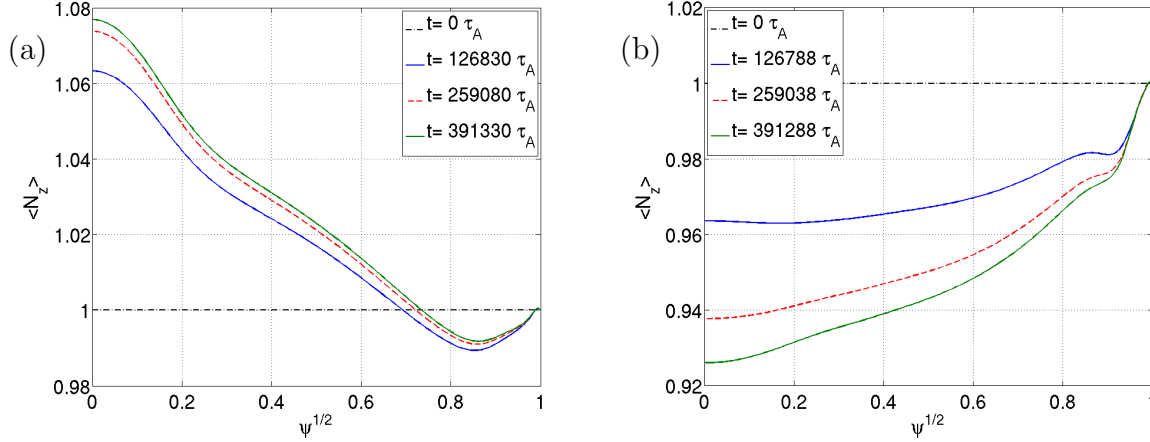 (a)
1.08
1.06
1.04
1.02
1
0.98
<N_z>
0
0.2
0.4
0.6
0.8
1
ψ^{1/2}
t= 0 τ_A
t= 126830 τ_A
t= 259080 τ_A
t= 391330 τ_A
(b)
1.02
1
0.98
0.96
0.94
0.92
<N_z>
0
0.2
0.4
0.6
0.8
1
ψ^{1/2}
t= 0 τ_A
t= 126788 τ_A
t= 259038 τ_A
t= 391288 τ_A